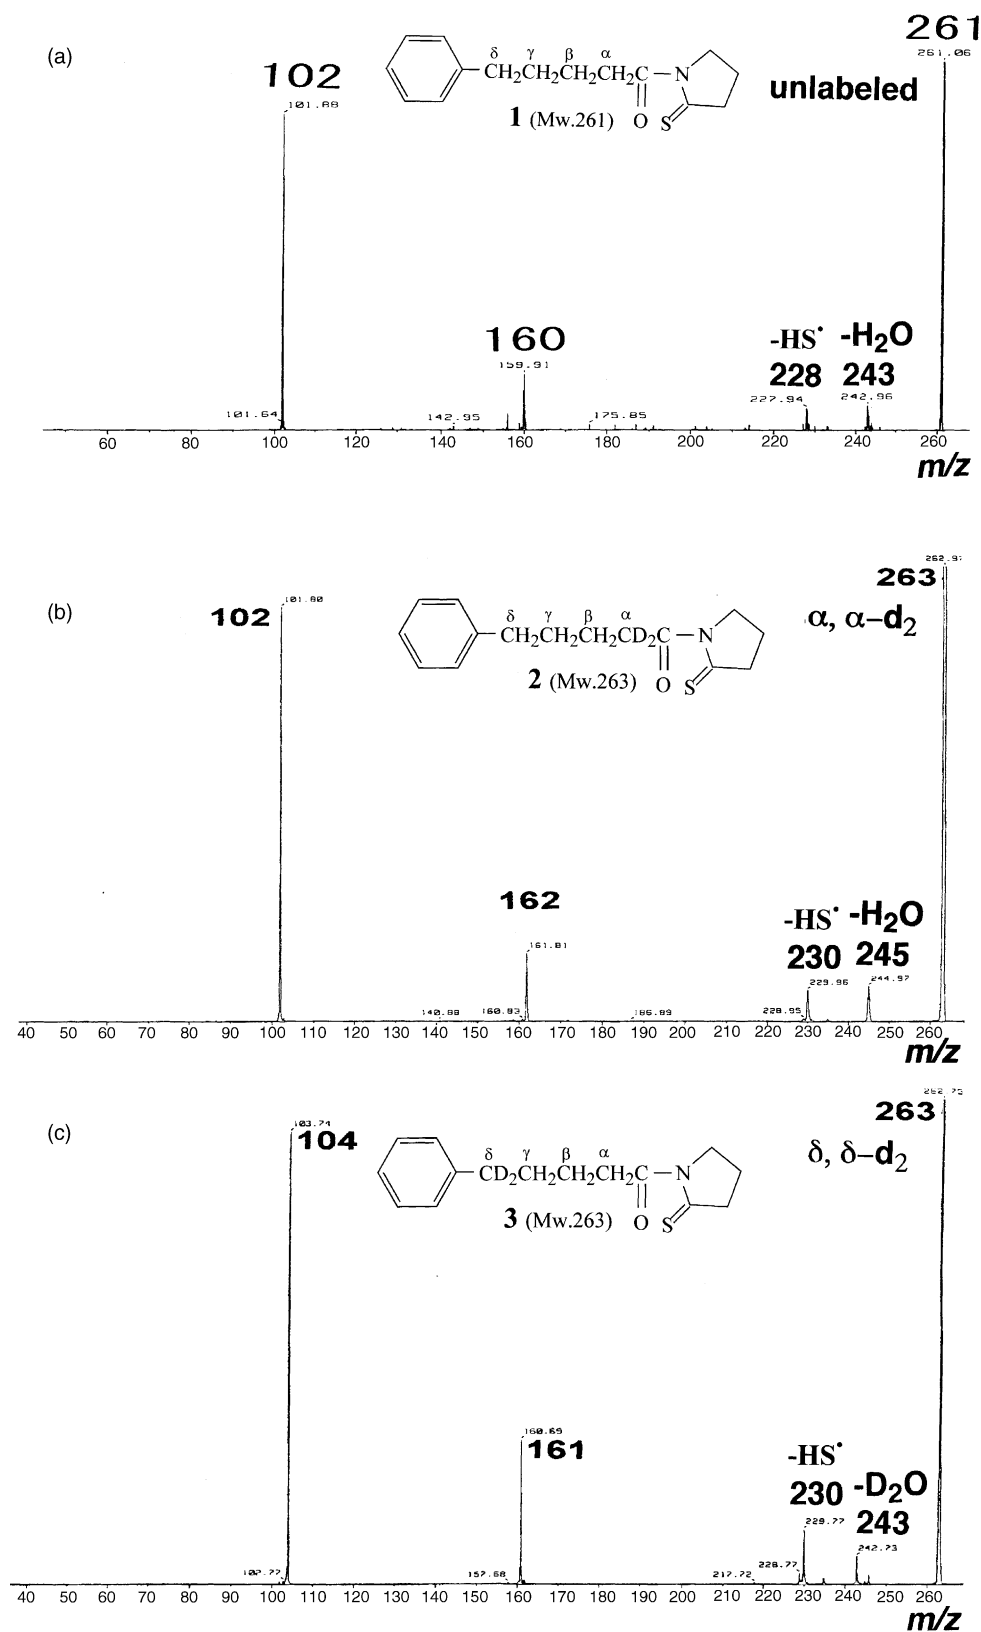 (a)
261
261.06
102
101.88
δ γ β α
CH₂CH₂CH₂CH₂C–N
O S
1 (Mw.261)
unlabeled
160
159.91
-HS• -H₂O
228 243
227.94 242.96
101.64 142.95 175.85
60 80 100 120 140 160 180 200 220 240 260
m/z
(b)
263
102
101.80
δ γ β α
CH₂CH₂CH₂CD₂C–N
O S
2 (Mw.263)
α, α–d₂
162
161.81
-HS• -H₂O
230 245
229.96 244.97
140.88 160.83 186.89 228.95
40 50 60 70 80 90 100 110 120 130 140 150 160 170 180 190 200 210 220 230 240 250 260
m/z
(c)
262.73
263
103.74
104
δ γ β α
CD₂CH₂CH₂CH₂C–N
O S
3 (Mw.263)
δ, δ–d₂
160.69
161
-HS• -D₂O
230 243
229.77 242.73
102.77 157.68 217.72 228.77
40 50 60 70 80 90 100 110 120 130 140 150 160 170 180 190 200 210 220 230 240 250 260
m/z